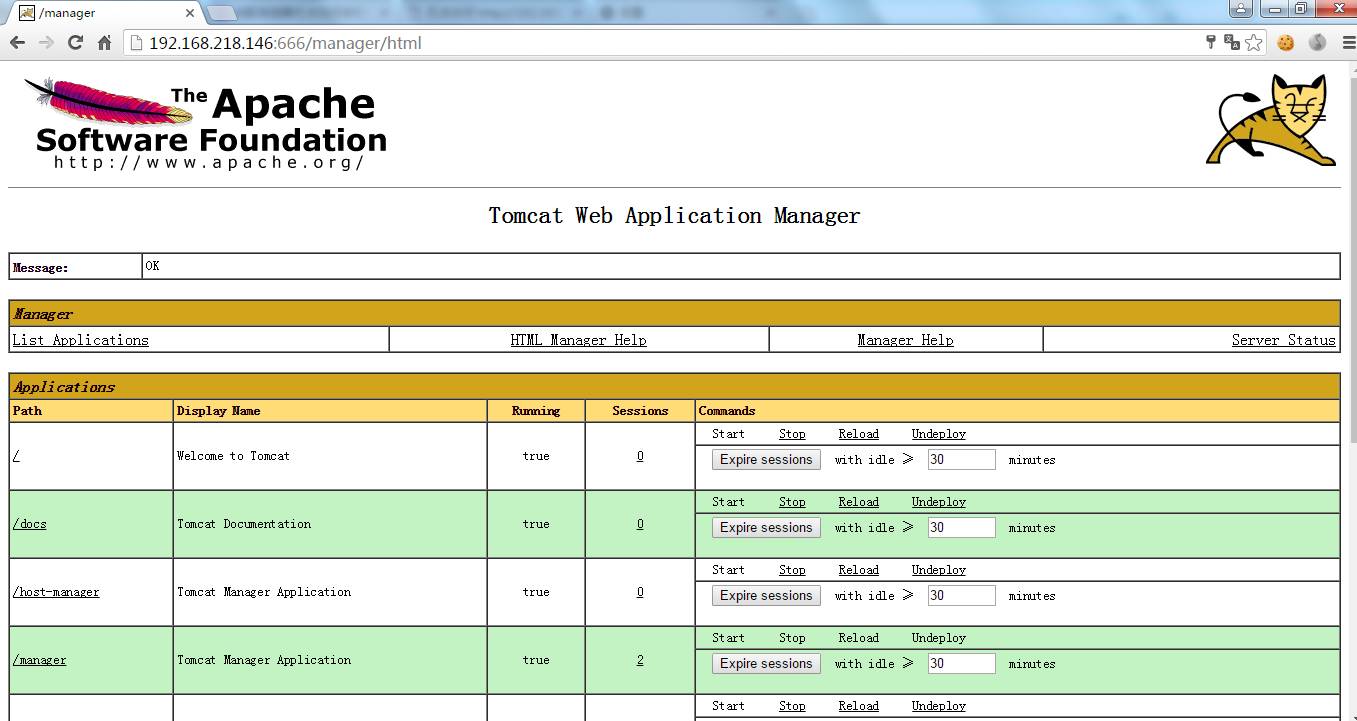 /manager
192.168.218.146:666/manager/html
The Apache
Software Foundation
http://www.apache.org/
Tomcat Web Application Manager
Message: OK
Manager
List Applications HTML Manager Help Manager Help Server Status
Applications
Path Display Name Running Sessions Commands
Start Stop Reload Undeploy
/ Welcome to Tomcat true 0 Expire sessions with idle ≥ 30 minutes
Start Stop Reload Undeploy
/docs Tomcat Documentation true 0 Expire sessions with idle ≥ 30 minutes
Start Stop Reload Undeploy
/host-manager Tomcat Manager Application true 0 Expire sessions with idle ≥ 30 minutes
Start Stop Reload Undeploy
/manager Tomcat Manager Application true 2 Expire sessions with idle ≥ 30 minutes
Start Stop Reload Undeploy